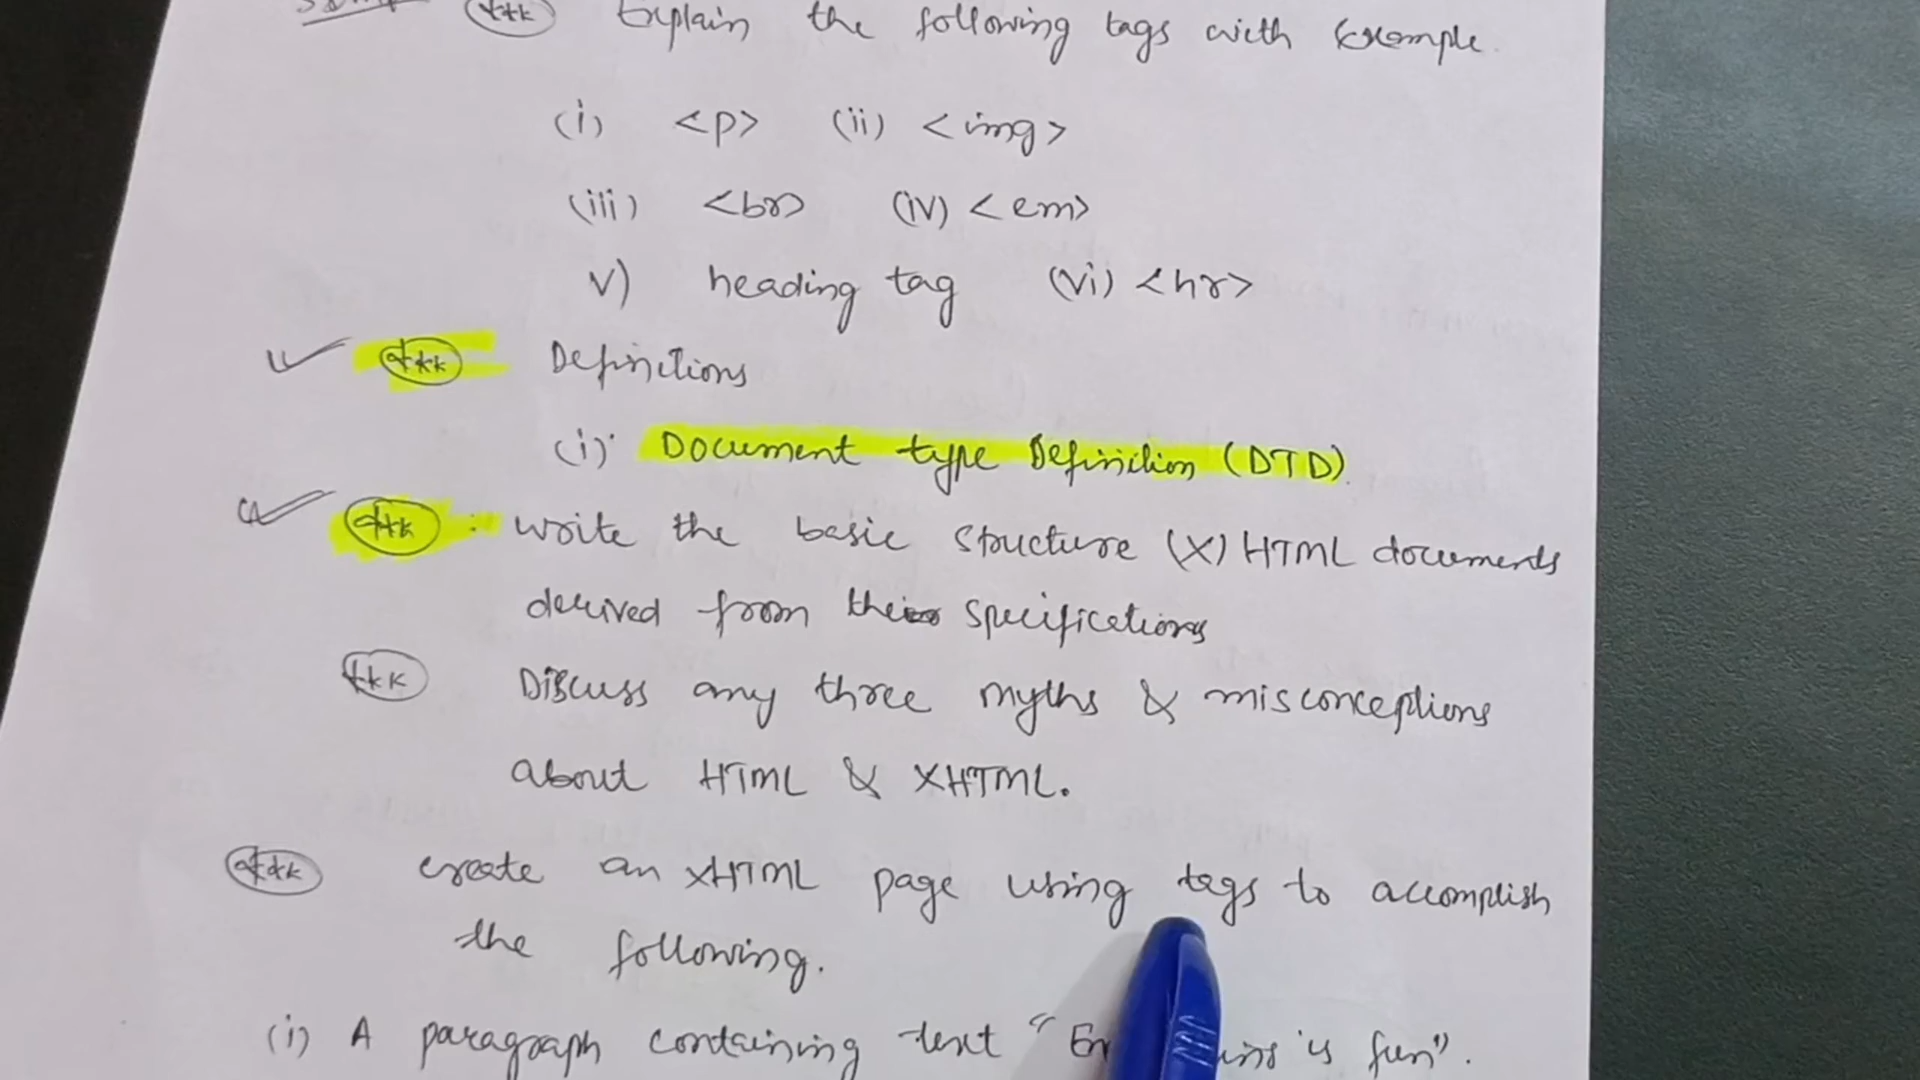 *** Explain the following tags with Example.
(i) <p> (ii) <img>
(iii) <br> (iv) <em>
v) heading tag (vi) <hr>
*** Definitions
(i) Document type Definition (DTD).
*** : write the basic structure (X) HTML documents
derived from their specifications
*** Discuss any three myths & misconceptions
about HTML & XHTML.
*** create an XHTML page using tags to accomplish
the following.
(i) A paragraph containing text " is fun".